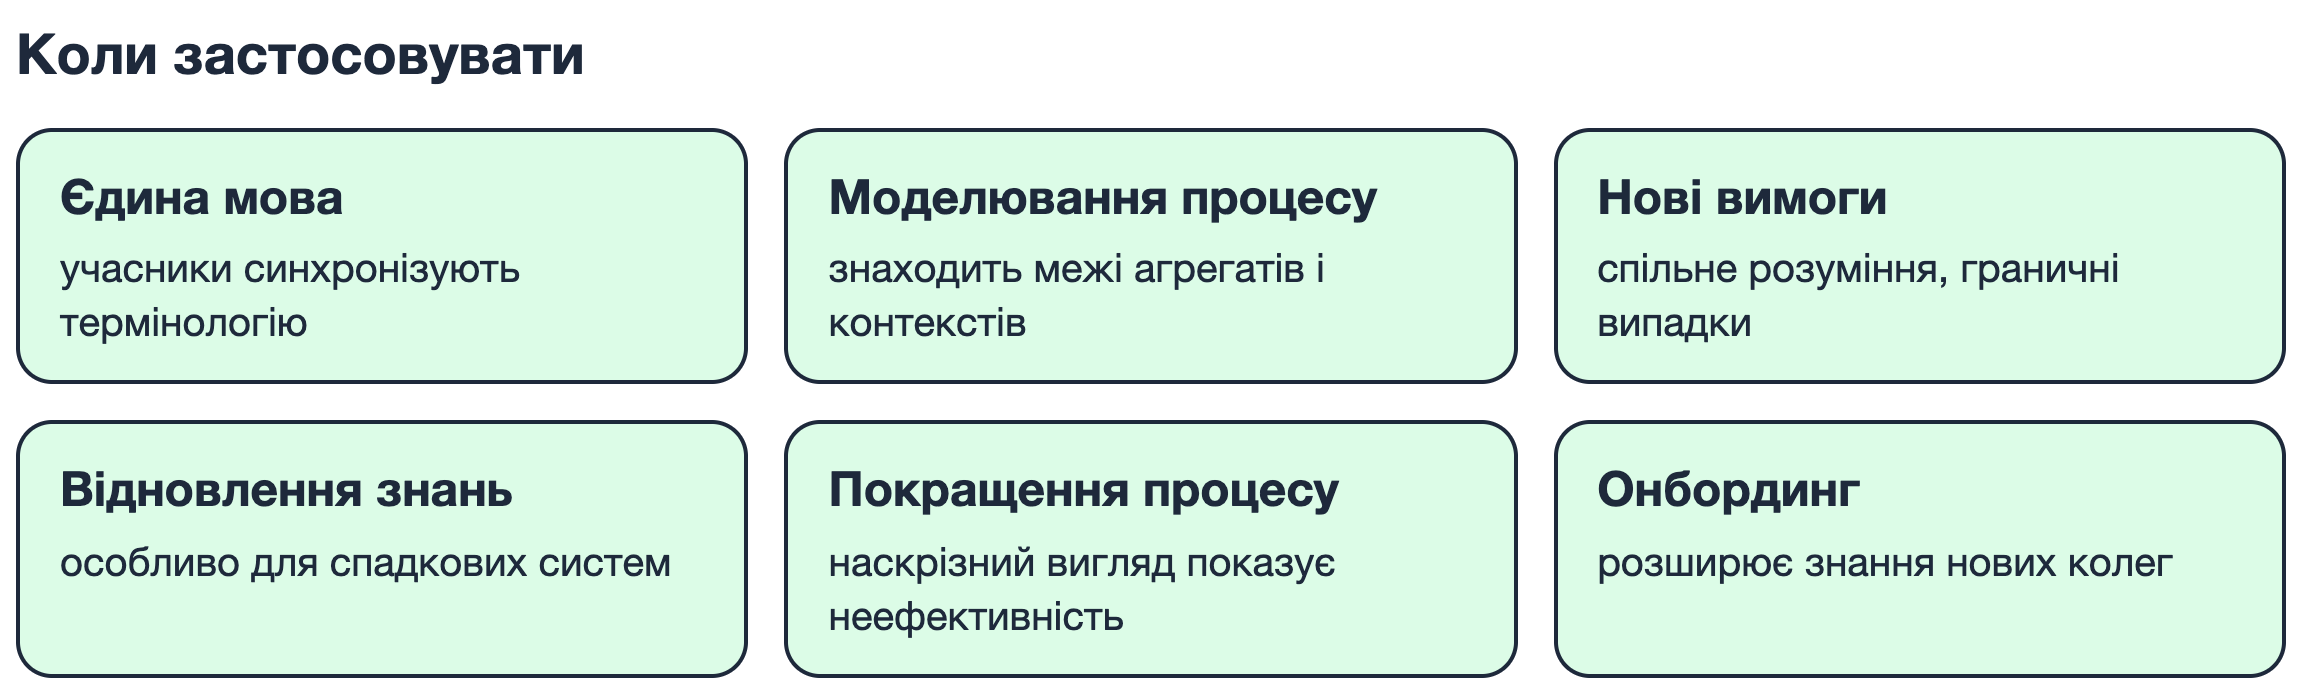 Коли застосовувати
Єдина мова
учасники синхронізують
термінологію
Моделювання процесу
знаходить межі агрегатів і
контекстів
Нові вимоги
спільне розуміння, граничні
випадки
Відновлення знань
особливо для спадкових систем
Покращення процесу
наскрізний вигляд показує
неефективність
Онбординг
розширює знання нових колег